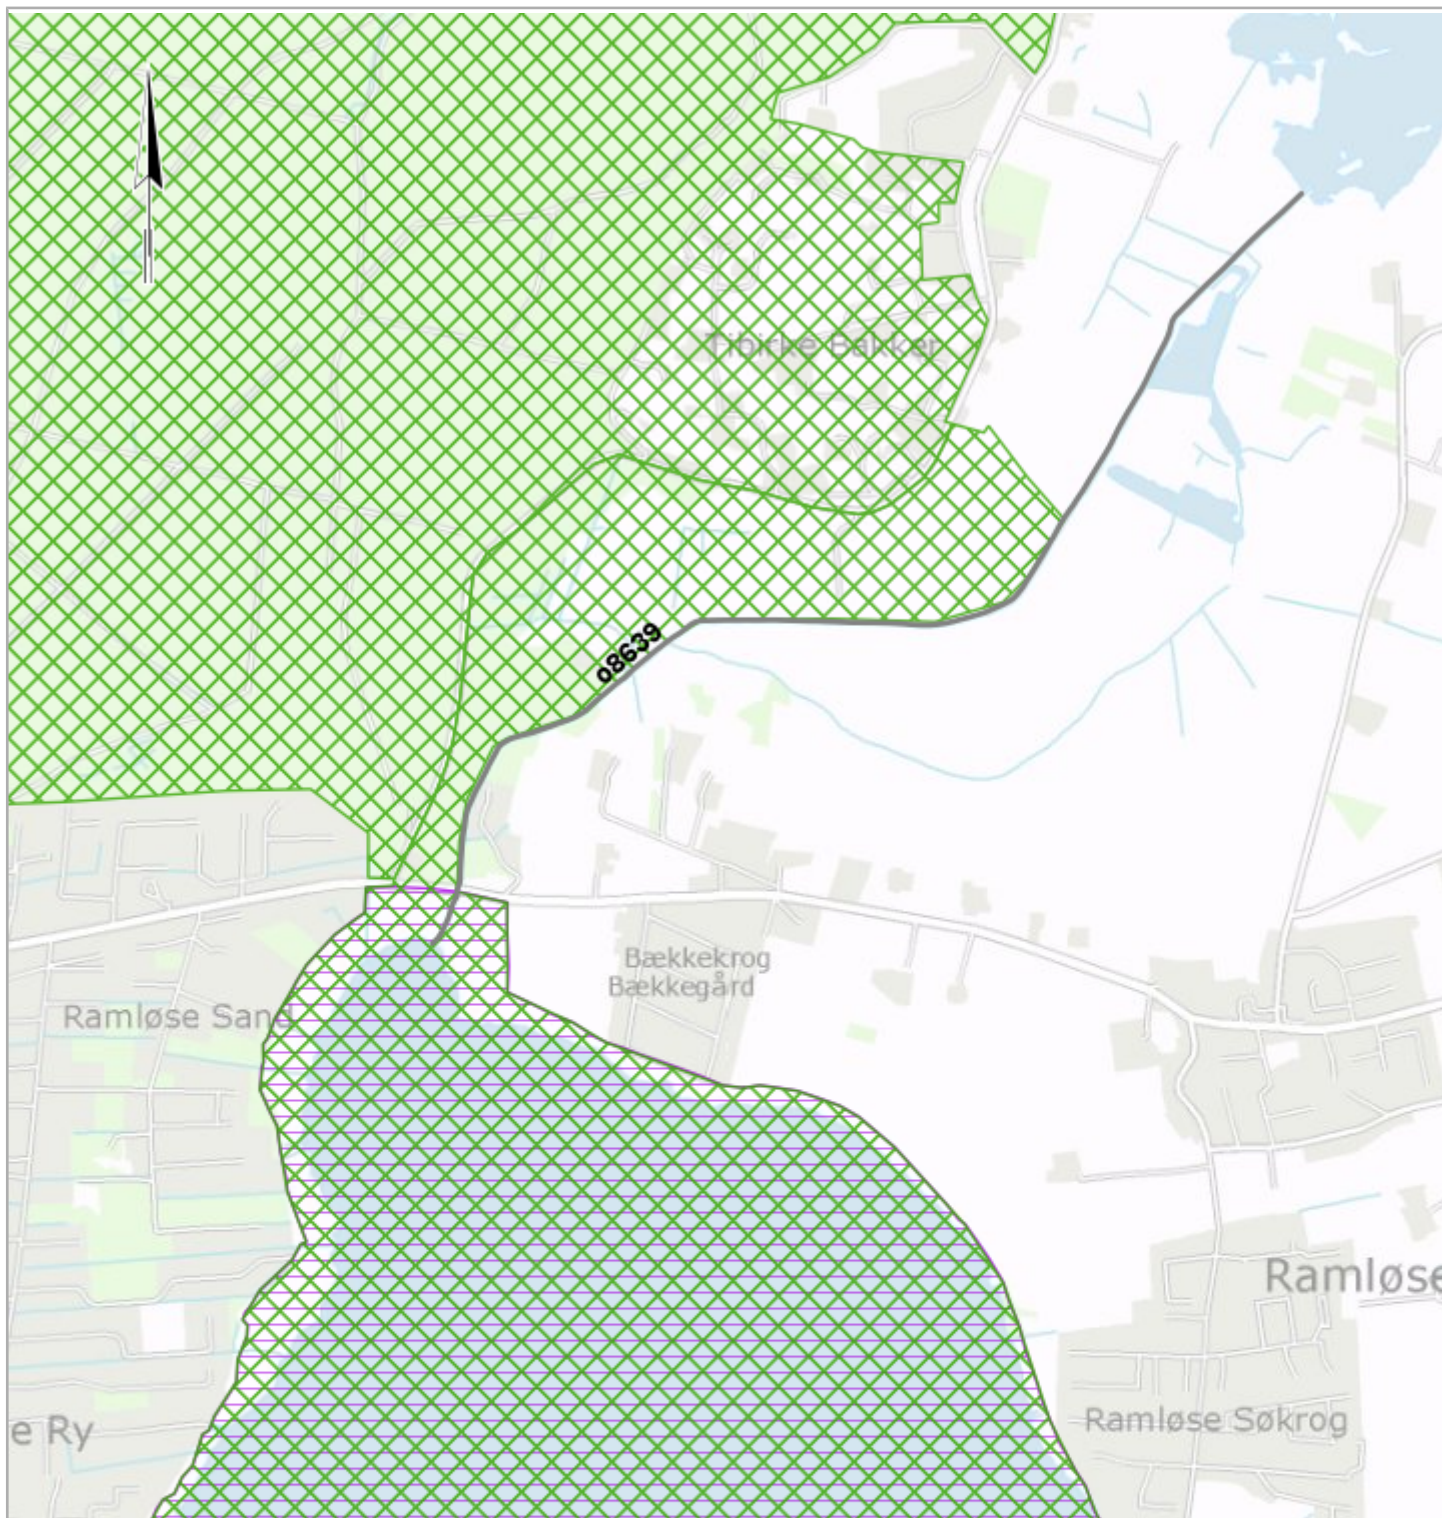 Tibirke Bakker
o8639
Bækkekrog
Bækkegård
Ramløse Sand
Ramløse
e Ry
Ramløse Søkrog